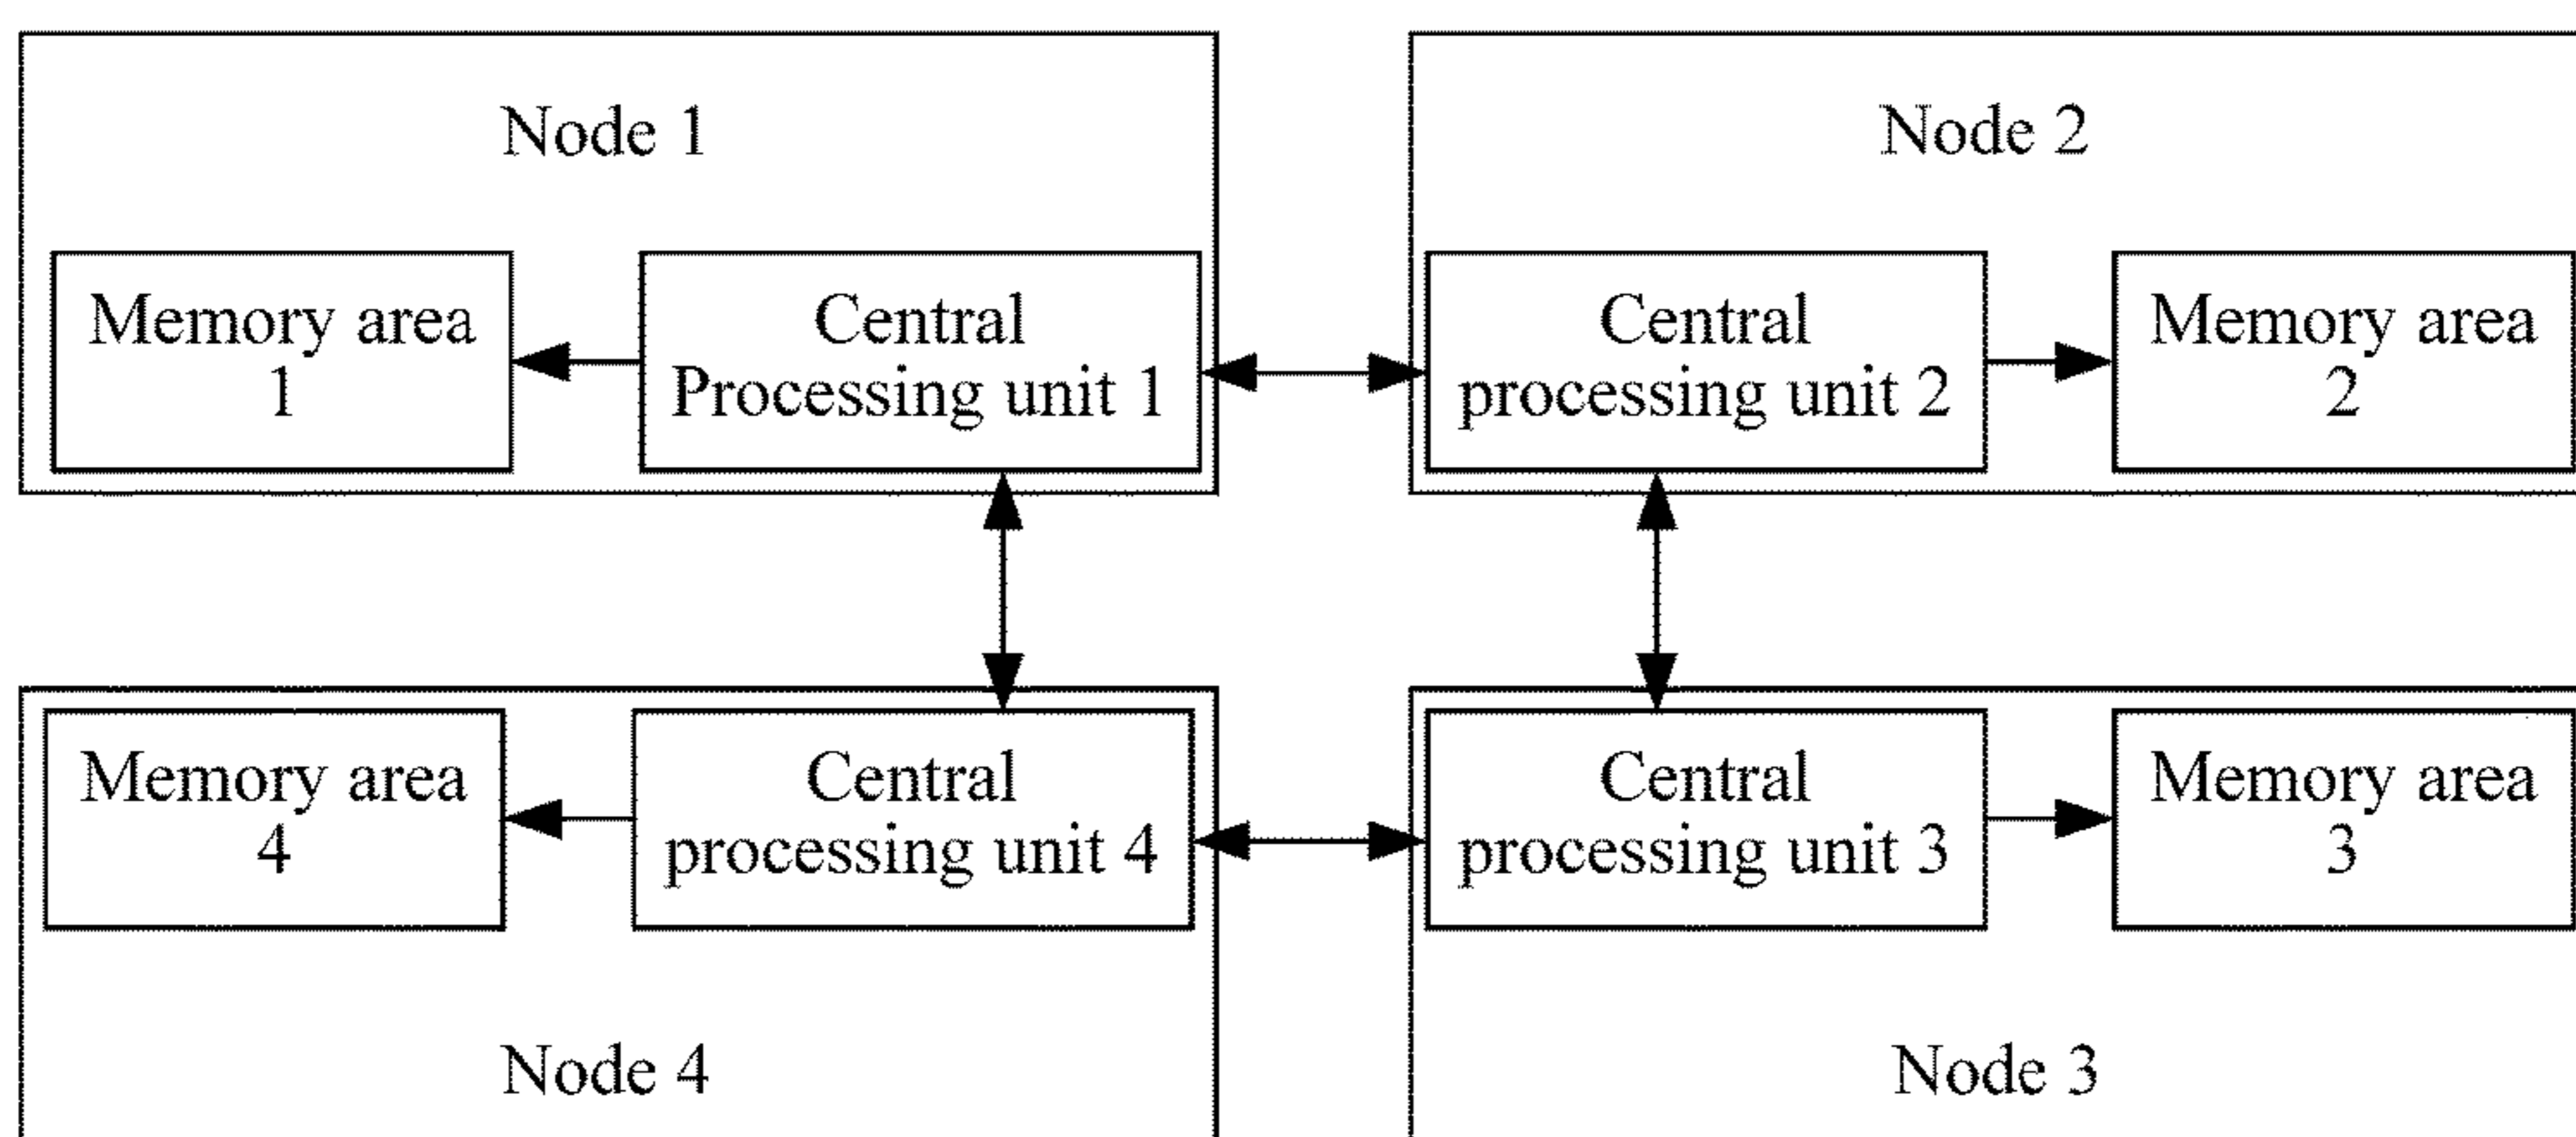 Node 1
Node 2
Memory area
1
Central
Processing unit 1
Central
processing unit 2
Memory area
2
Memory area
4
Central
processing unit 4
Central
processing unit 3
Memory area
3
Node 4
Node 3